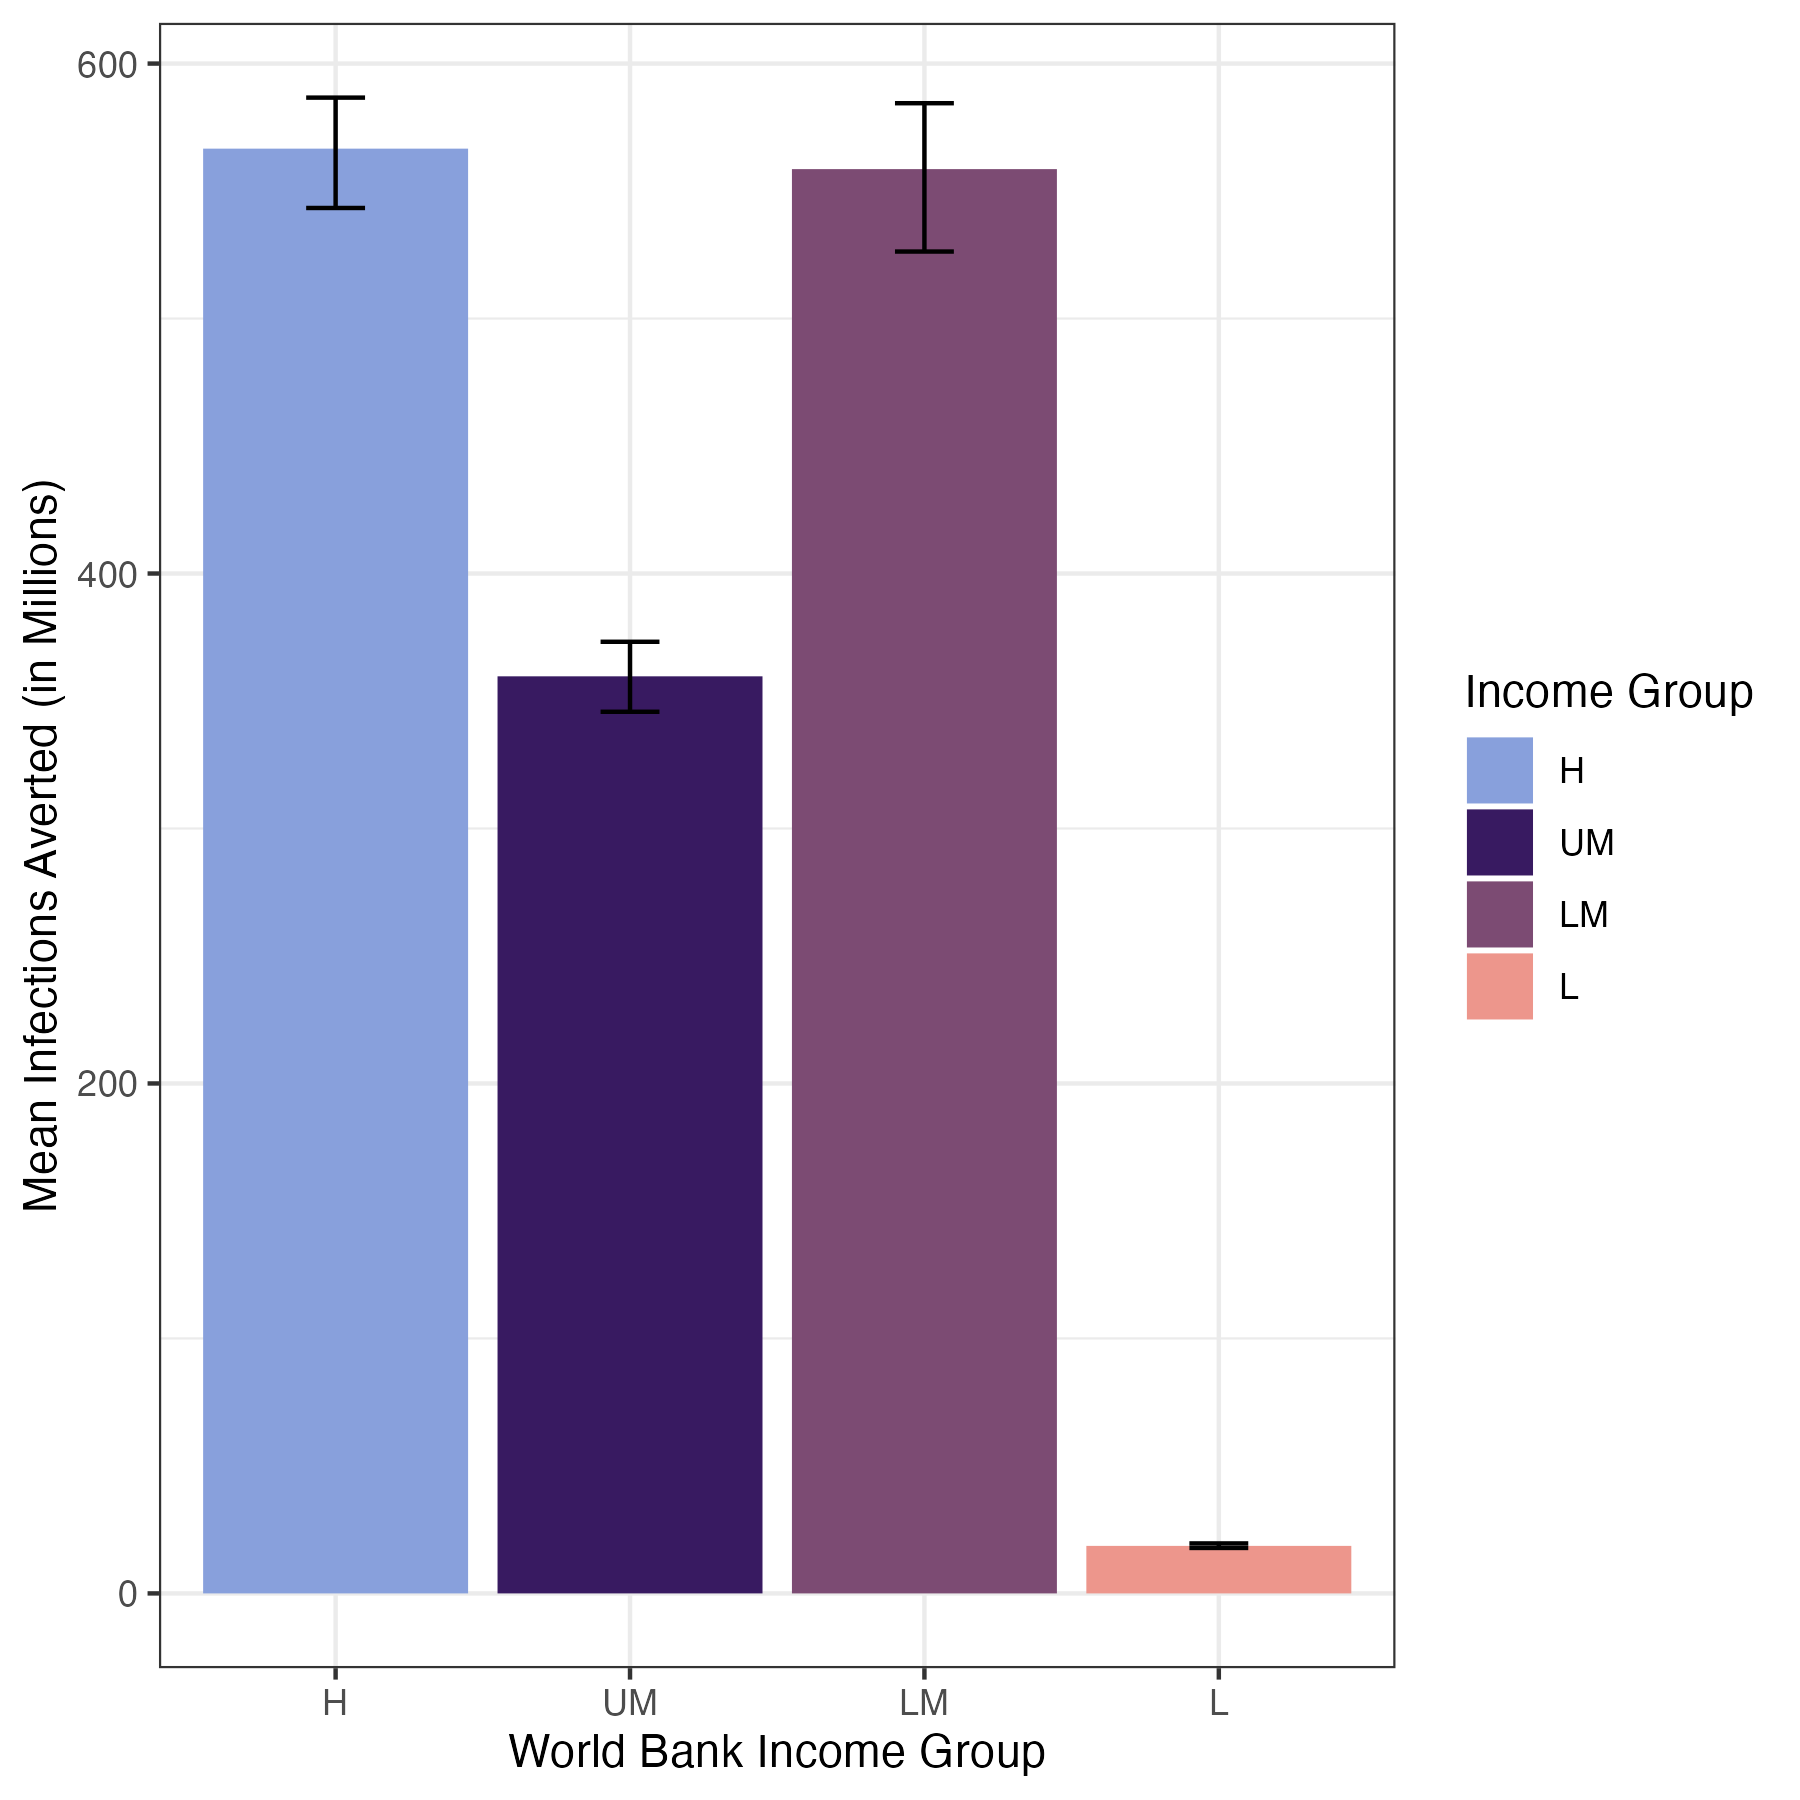 Mean Infections Averted (in Millions)
600
400
200
0
H
UM
LM
L
World Bank Income Group
Income Group
H
UM
LM
L